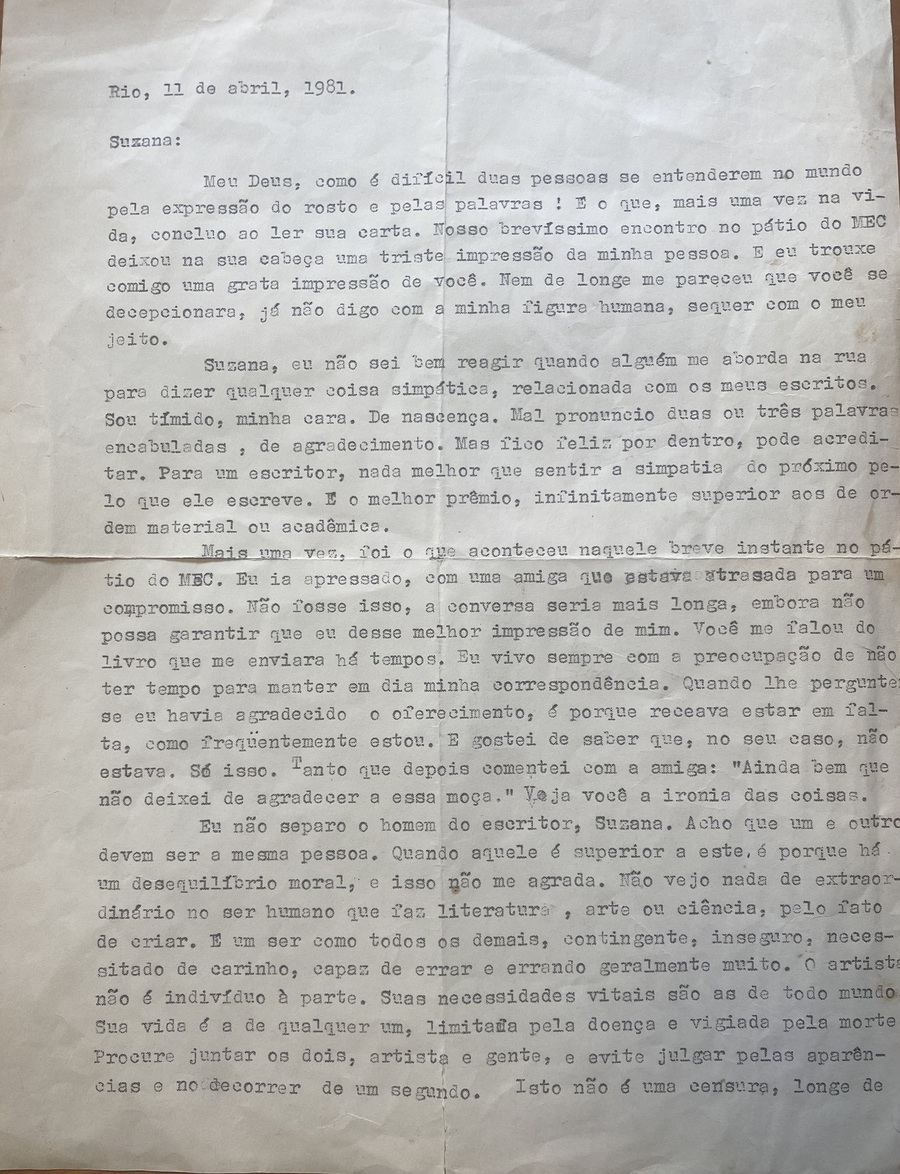 Rio, 11 de abril, 1981.
Suzana:
Meu Deus, como é difícil duas pessoas se entenderem no mundo
pela expressão do rosto e pelas palavras ! E o que, mais uma vez na vi-
da, concluo ao ler sua carta. Nosso brevíssimo encontro no pátio do MEC
deixou na sua cabeça uma triste impressão da minha pessoa. E eu trouxe
comigo uma grata impressão de você. Nem de longe me pareceu que você se
decepcionara, já não digo com a minha figura humana, sequer com o meu
jeito.
Suzana, eu não sei bem reagir quando alguém me aborda na rua
para dizer qualquer coisa simpática, relacionada com os meus escritos.
Sou tímido, minha cara. De nascença. Mal pronuncio duas ou três palavras
encabuladas , de agradecimento. Mas fico feliz por dentro, pode acredi-
tar. Para um escritor, nada melhor que sentir a simpatia do próximo pe-
lo que ele escreve. E o melhor prêmio, infinitamente superior aos de or-
dem material ou acadêmica.
Mais uma vez, foi o que aconteceu naquele breve instante no pá-
tio do MEC. Eu ia apressado, com uma amiga que estava atrasada para um
compromisso. Não fosse isso, a conversa seria mais longa, embora não
possa garantir que eu desse melhor impressão de mim. Você me falou do
livro que me enviara há tempos. Eu vivo sempre com a preocupação de não
ter tempo para manter em dia minha correspondência. Quando lhe pergunte
se eu havia agradecido o oferecimento, é porque receava estar em fal-
ta, como freqüentemente estou. E gostei de saber que, no seu caso, não
estava. Só isso. Tanto que depois comentei com a amiga: "Ainda bem que
não deixei de agradecer a essa moça." Veja você a ironia das coisas.
Eu não separo o homem do escritor, Suzana. Acho que um e outro
devem ser a mesma pessoa. Quando aquele é superior a este, é porque há
um desequilíbrio moral, e isso não me agrada. Não vejo nada de extraor-
dinário no ser humano que faz literatura , arte ou ciência, pelo fato
de criar. E um ser como todos os demais, contingente, inseguro, neces-
sitado de carinho, capaz de errar e errando geralmente muito. O artista
não é indivíduo à parte. Suas necessidades vitais são as de todo mundo
Sua vida é a de qualquer um, limitada pela doença e vigiada pela morte
Procure juntar os dois, artista e gente, e evite julgar pelas aparên-
cias e no decorrer de um segundo. Isto não é uma censura, longe de